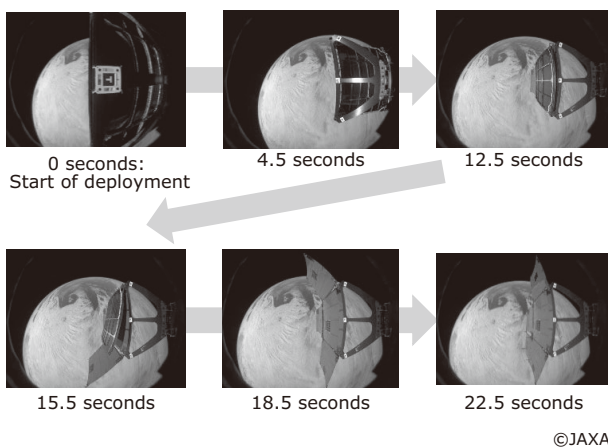 0 seconds:
Start of deployment
4.5 seconds
12.5 seconds
15.5 seconds
18.5 seconds
22.5 seconds
©JAXA